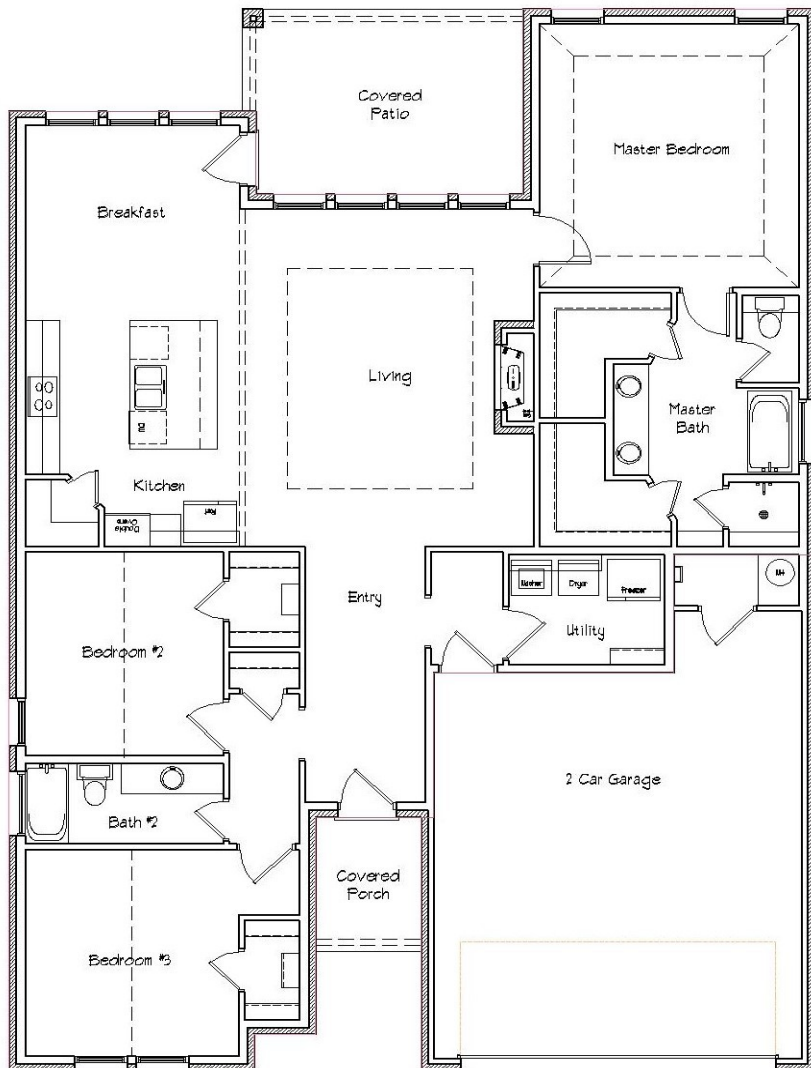 Covered
Patio
Master Bedroom
Breakfast
Living
Master
Bath
Kitchen
Double
Ovens
Ref
DW
Entry
Washer
Dryer
Freezer
WH
Utility
Bedroom #2
2 Car Garage
Bath #2
Covered
Porch
Bedroom #3